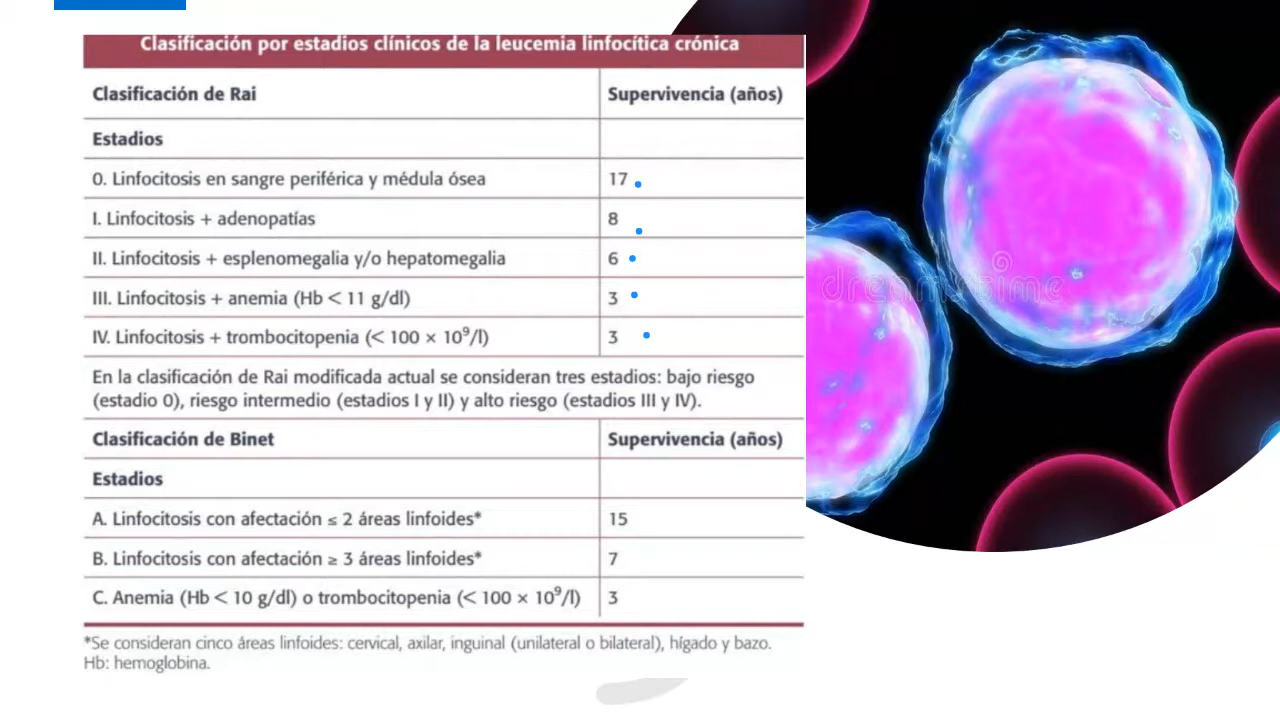 Clasificación por estadios clínicos de la leucemia linfocítica crónica
Clasificación de Rai Supervivencia (años)
Estadios
0. Linfocitosis en sangre periférica y médula ósea 17
I. Linfocitosis + adenopatías 8
II. Linfocitosis + esplenomegalia y/o hepatomegalia 6
III. Linfocitosis + anemia (Hb < 11 g/dl) 3
IV. Linfocitosis + trombocitopenia (< 100 × 10⁹/l) 3
En la clasificación de Rai modificada actual se consideran tres estadios: bajo riesgo
(estadio 0), riesgo intermedio (estadios I y II) y alto riesgo (estadios III y IV).
Clasificación de Binet Supervivencia (años)
Estadios
A. Linfocitosis con afectación ≤ 2 áreas linfoides* 15
B. Linfocitosis con afectación ≥ 3 áreas linfoides* 7
C. Anemia (Hb < 10 g/dl) o trombocitopenia (< 100 × 10⁹/l) 3
*Se consideran cinco áreas linfoides: cervical, axilar, inguinal (unilateral o bilateral), hígado y bazo.
Hb: hemoglobina.
dreamstime